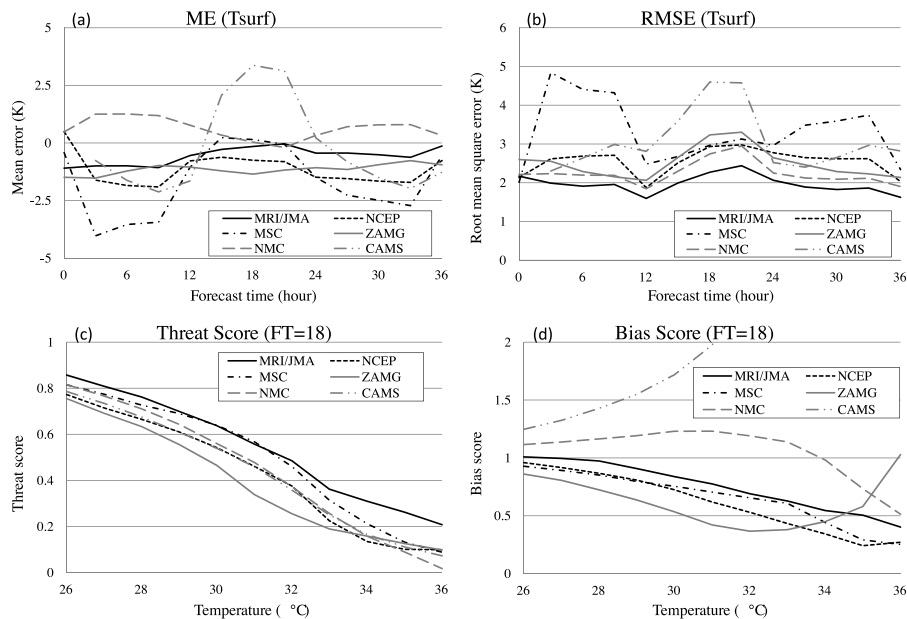 (a) ME (Tsurf)
5
2.5
0
-2.5
-5
Mean error (K)
MRI/JMA NCEP
MSC ZAMG
NMC CAMS
0 6 12 18 24 30 36
Forecast time (hour)
(b) RMSE (Tsurf)
6
5
4
3
2
1
0
Root mean square error (K)
MRI/JMA NCEP
MSC ZAMG
NMC CAMS
0 6 12 18 24 30 36
Forecast time (hour)
(c) Threat Score (FT=18)
1
0.8
0.6
0.4
0.2
0
Threat score
MRI/JMA NCEP
MSC ZAMG
NMC CAMS
26 28 30 32 34 36
Temperature ( °C)
(d) Bias Score (FT=18)
2
1.5
1
0.5
0
Bias score
MRI/JMA NCEP
MSC ZAMG
NMC CAMS
26 28 30 32 34 36
Temperature ( °C)